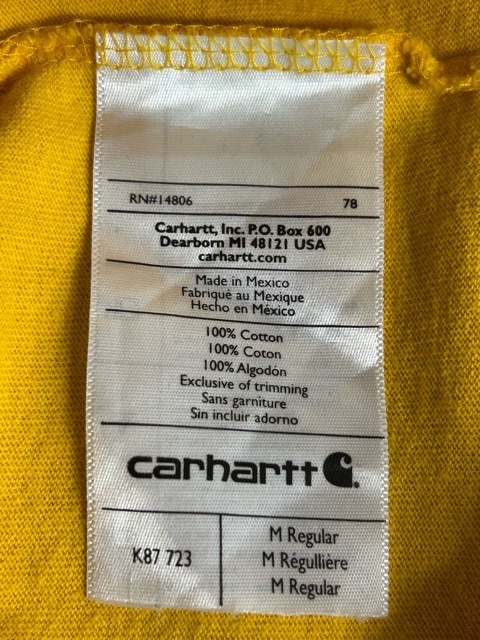 RN#14806 78
Carhartt, Inc. P.O. Box 600
Dearborn MI 48121 USA
carhartt.com
Made in Mexico
Fabriqué au Mexique
Hecho en México
100% Cotton
100% Coton
100% Algodón
Exclusive of trimming
Sans garniture
Sin incluir adorno
carhartt
K87 723
M Regular
M Régullière
M Regular